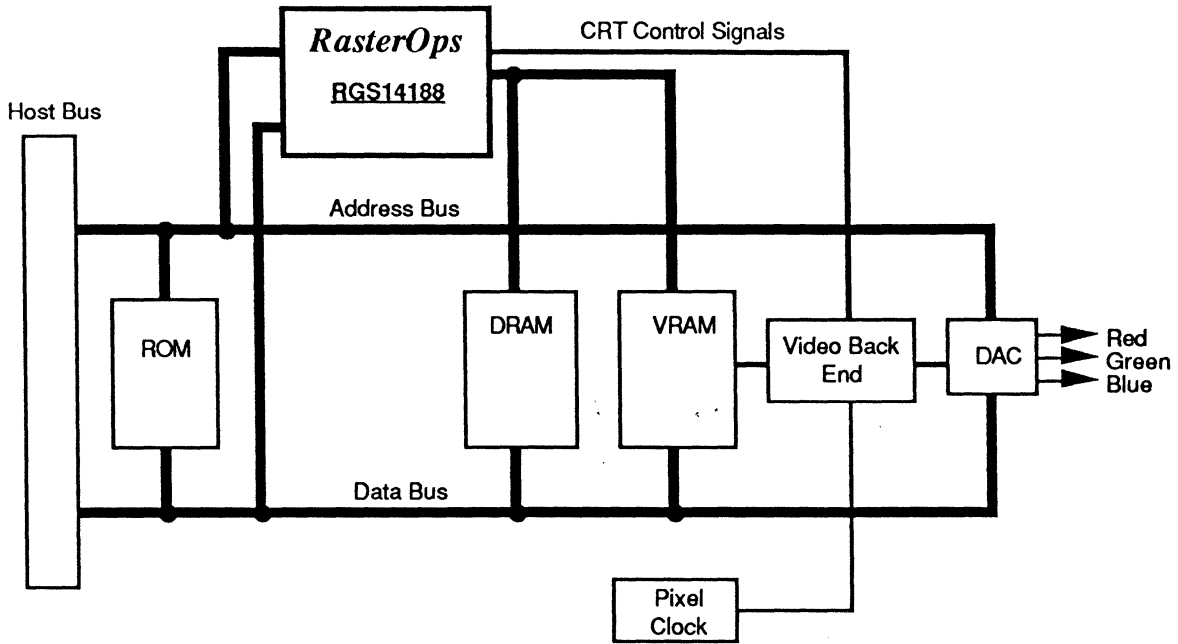 RasterOps
RGS14188
CRT Control Signals
Host Bus
Address Bus
ROM
DRAM
VRAM
Video Back
End
DAC
Red
Green
Blue
Data Bus
Pixel
Clock